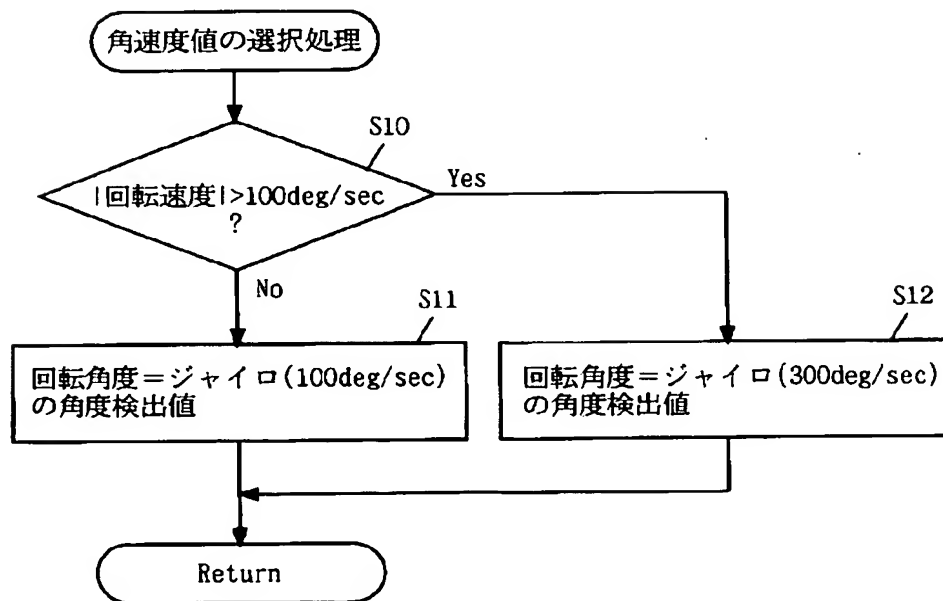 角速度値の選択処理
S10
|回転速度|>100deg/sec
?
Yes
No
S11
回転角度=ジャイロ(100deg/sec)
の角度検出値
S12
回転角度=ジャイロ(300deg/sec)
の角度検出値
Return